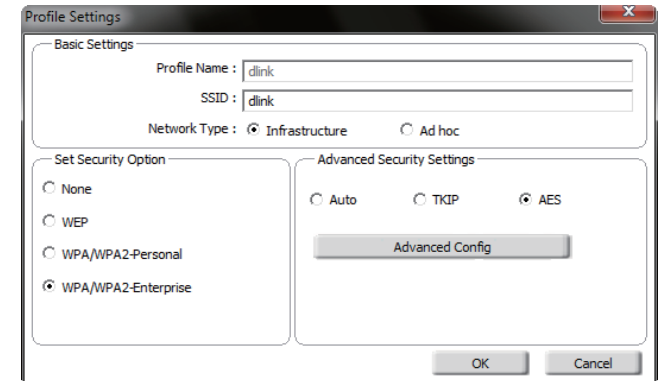 Profile Settings
Basic Settings
Profile Name : dlink
SSID : dlink
Network Type : Infrastructure Ad hoc
Set Security Option
None
WEP
WPA/WPA2-Personal
WPA/WPA2-Enterprise
Advanced Security Settings
Auto TKIP AES
Advanced Config
OK Cancel